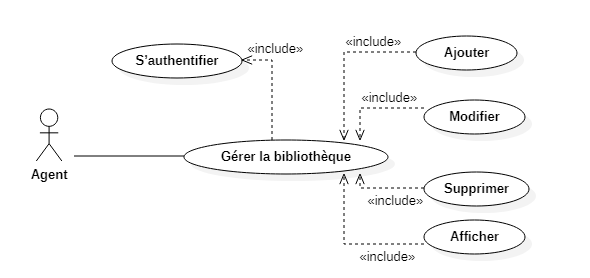 «include»
S'authentifier
«include»
Ajouter
«include»
Modifier
Gérer la bibliothèque
Agent
Supprimer
«include»
Afficher
«include»